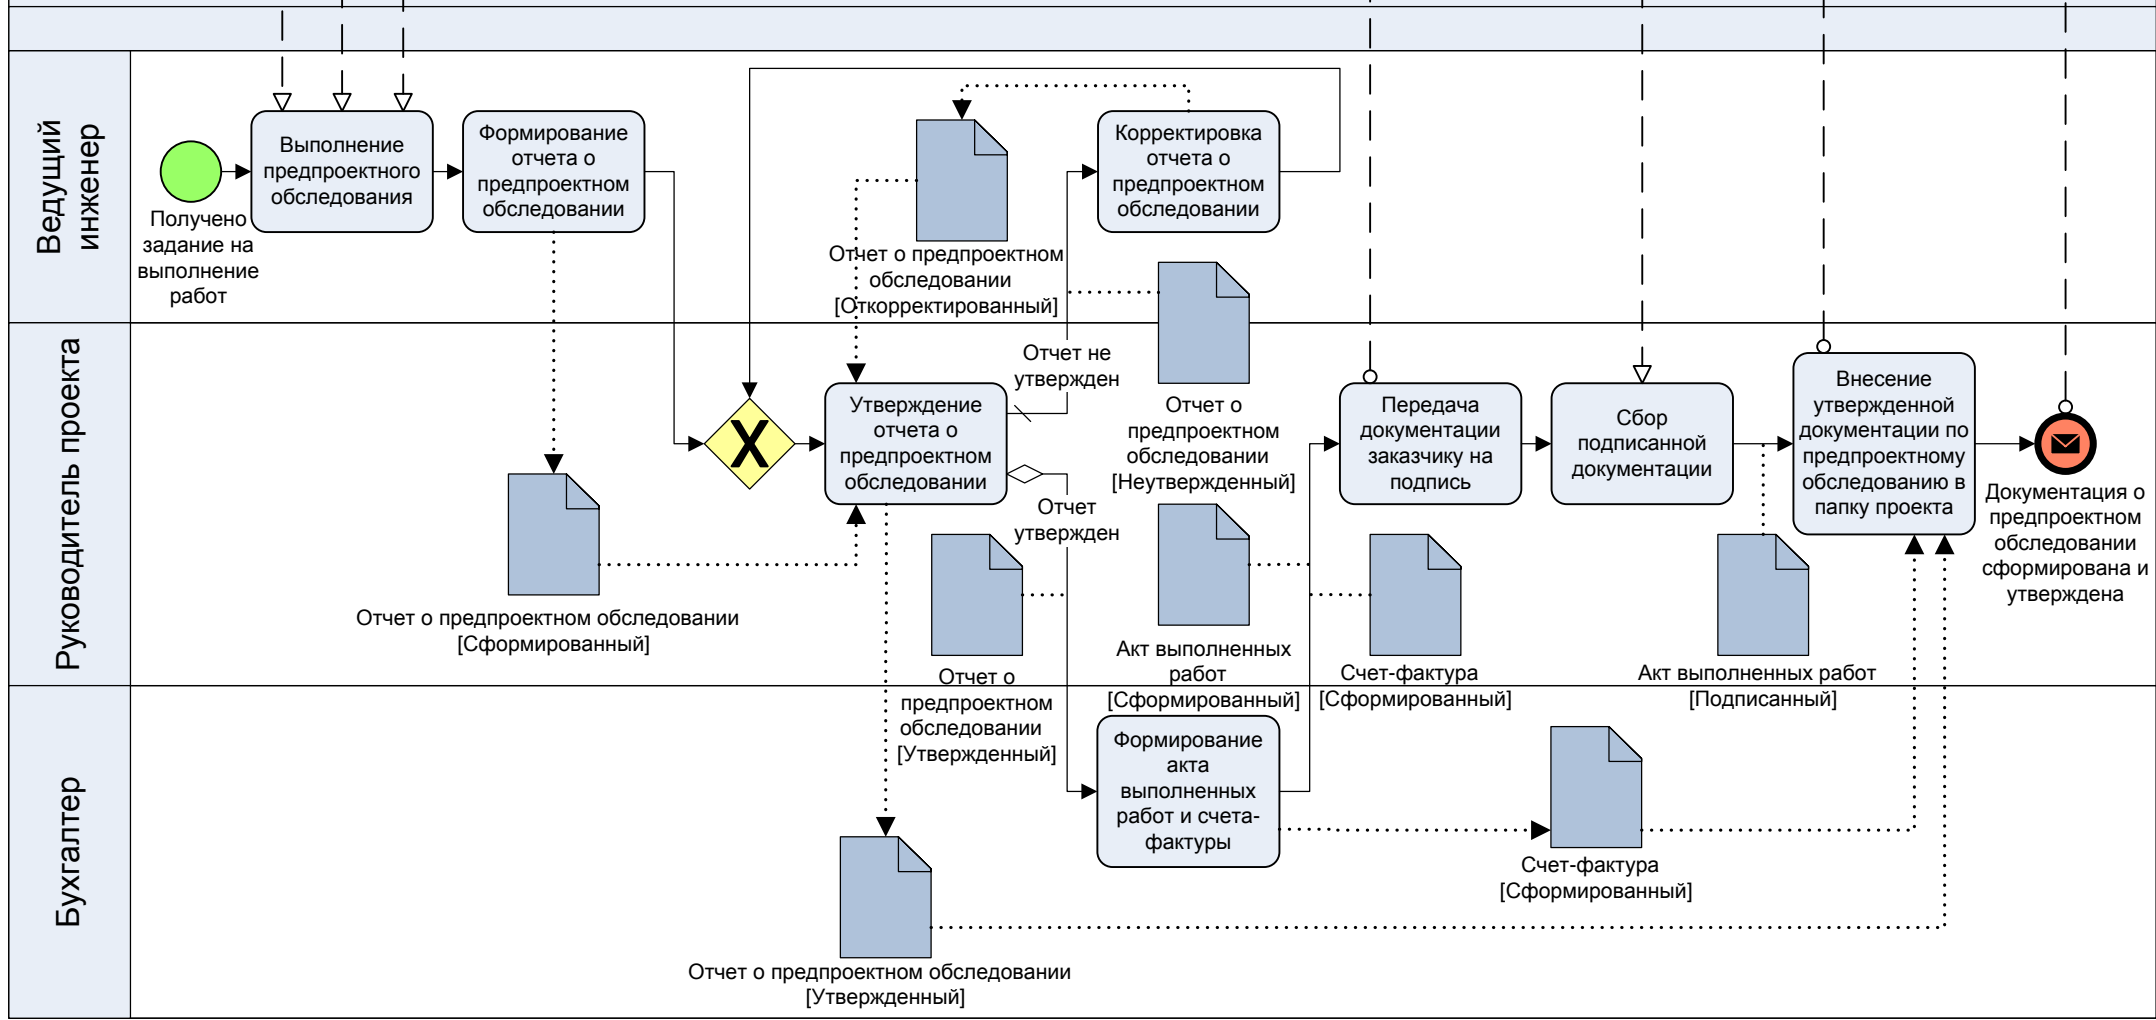 Ведущий
инженер
Получено
задание на
выполнение
работ
Выполнение
предпроектного
обследования
Формирование
отчета о
предпроектном
обследовании
Отчет о предпроектном
обследовании
[Откорректированный]
Корректировка
отчета о
предпроектном
обследовании
Руководитель проекта
Отчет о предпроектном обследовании
[Сформированный]
X
Утверждение
отчета о
предпроектном
обследовании
Отчет не
утвержден
Отчет
утвержден
Отчет о
предпроектном
обследовании
[Неутвержденный]
Отчет о
предпроектном
обследовании
[Утвержденный]
Акт выполненных
работ
[Сформированный]
Счет-фактура
[Сформированный]
Передача
документации
заказчику на
подпись
Сбор
подписанной
документации
Акт выполненных работ
[Подписанный]
Внесение
утвержденной
документации по
предпроектному
обследованию в
папку проекта
Документация о
предпроектном
обследовании
сформирована и
утверждена
Бухгалтер
Отчет о предпроектном обследовании
[Утвержденный]
Формирование
акта
выполненных
работ и счета-
фактуры
Счет-фактура
[Сформированный]